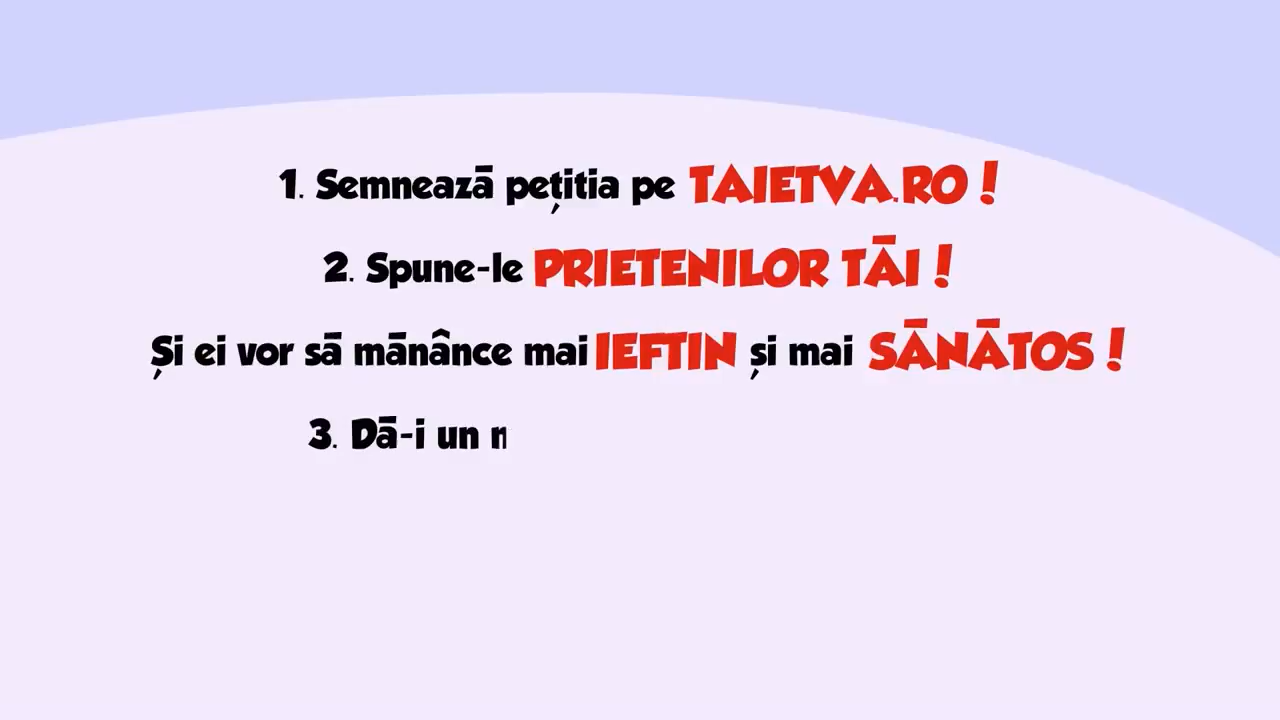 1. Semnează pețitia pe TAIETVA.RO!
2. Spune-le PRIETENILOR TĂI!
Și ei vor să mănânce mai IEFTIN și mai SĂNĂTOS!
3. Dă-i un